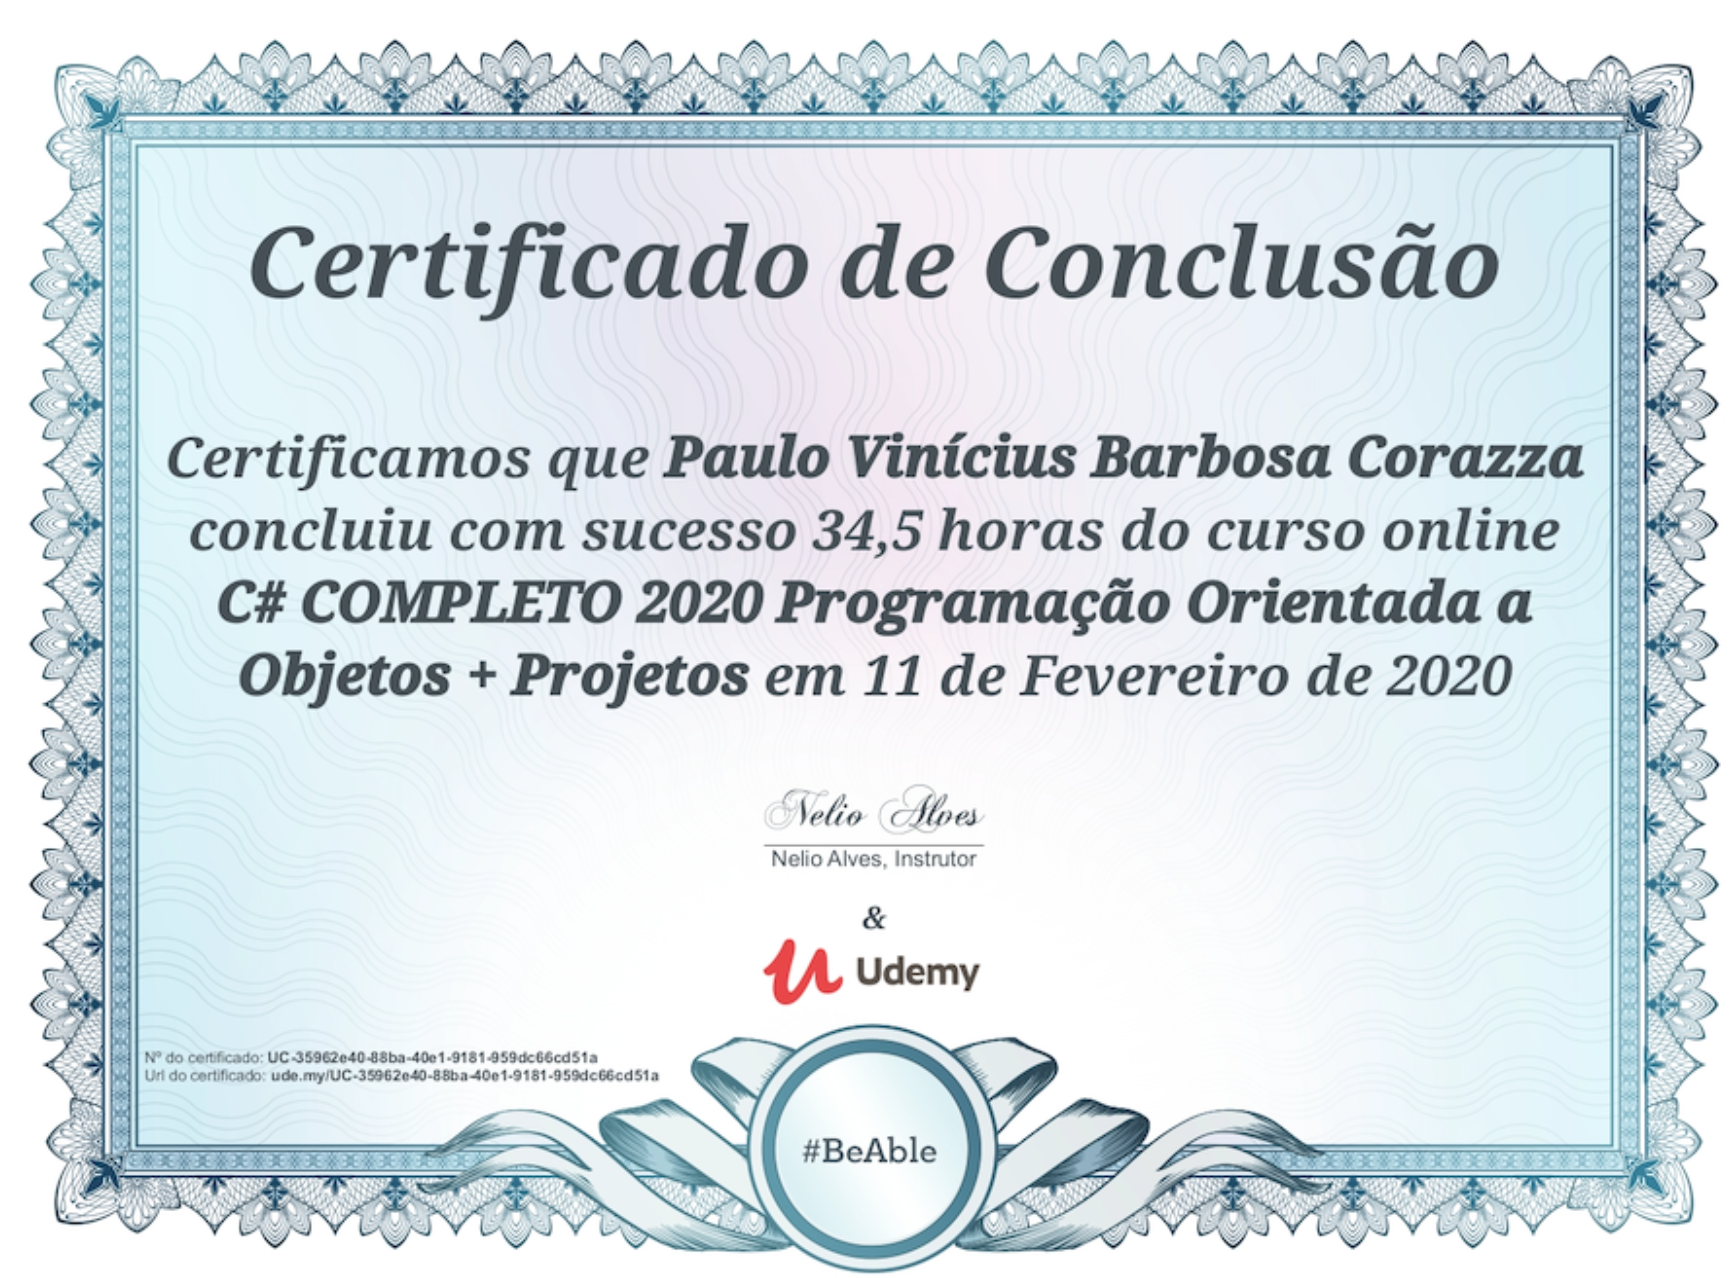 Certificado de Conclusão
Certificamos que Paulo Vinícius Barbosa Corazza
concluiu com sucesso 34,5 horas do curso online
C# COMPLETO 2020 Programação Orientada a
Objetos + Projetos em 11 de Fevereiro de 2020
Nelio Alves
Nelio Alves, Instrutor
&
Udemy
Nº do certificado: UC-35962e40-88ba-40e1-9181-959dc66cd51a
Url do certificado: ude.my/UC-35962e40-88ba-40e1-9181-959dc66cd51a
#BeAble